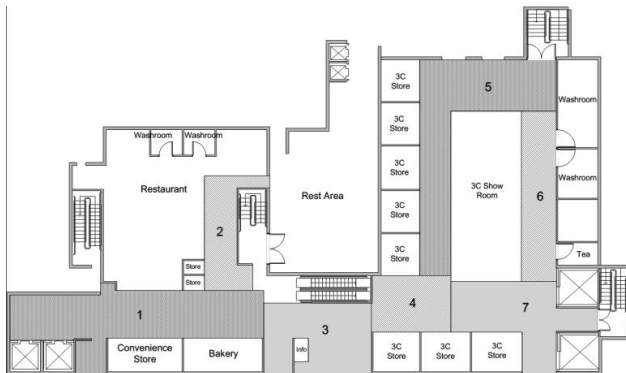 3C
Store
5
3C
Store
Washroom
Washroom
Washroom
3C
Store
Restaurant
Rest Area
3C Show
Room
6
Washroom
3C
Store
2
Store
Store
3C
Store
Tea
1
3
4
7
Convenience
Store
Bakery
Info
3C
Store
3C
Store
3C
Store